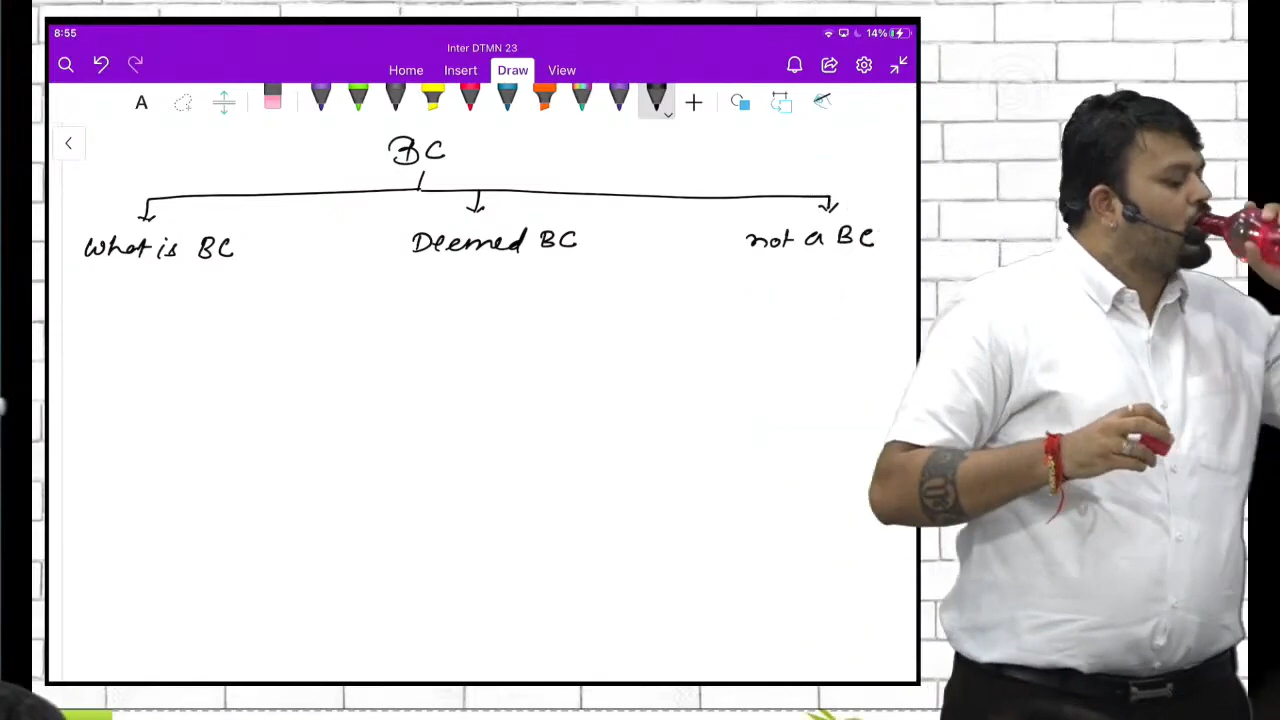 8:55
14%
Inter DTMN 23
Home Insert Draw View
A
BC
What is BC Deemed BC not a BC